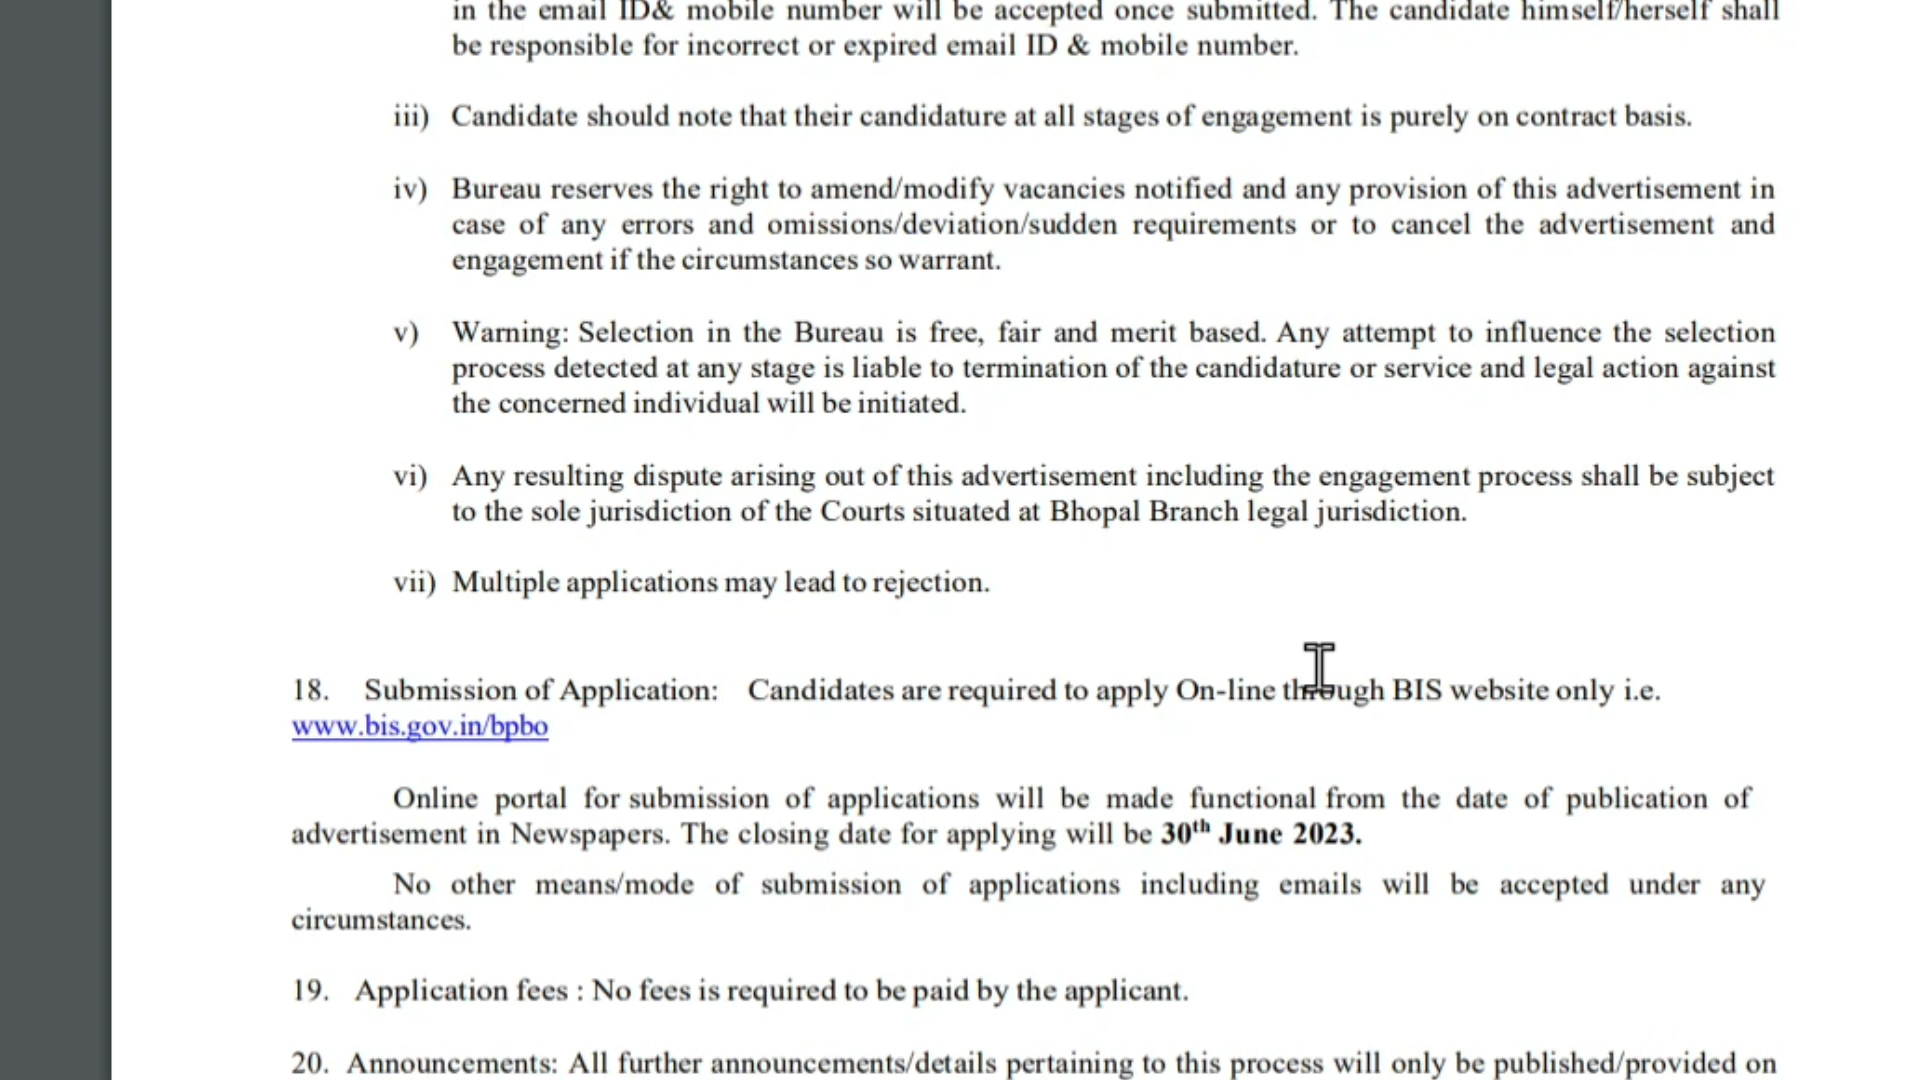 in the email ID& mobile number will be accepted once submitted. The candidate himself/herself shall
be responsible for incorrect or expired email ID & mobile number.
iii) Candidate should note that their candidature at all stages of engagement is purely on contract basis.
iv) Bureau reserves the right to amend/modify vacancies notified and any provision of this advertisement in
case of any errors and omissions/deviation/sudden requirements or to cancel the advertisement and
engagement if the circumstances so warrant.
v) Warning: Selection in the Bureau is free, fair and merit based. Any attempt to influence the selection
process detected at any stage is liable to termination of the candidature or service and legal action against
the concerned individual will be initiated.
vi) Any resulting dispute arising out of this advertisement including the engagement process shall be subject
to the sole jurisdiction of the Courts situated at Bhopal Branch legal jurisdiction.
vii) Multiple applications may lead to rejection.
18. Submission of Application: Candidates are required to apply On-line through BIS website only i.e.
www.bis.gov.in/bpbo
Online portal for submission of applications will be made functional from the date of publication of
advertisement in Newspapers. The closing date for applying will be 30th June 2023.
No other means/mode of submission of applications including emails will be accepted under any
circumstances.
19. Application fees : No fees is required to be paid by the applicant.
20. Announcements: All further announcements/details pertaining to this process will only be published/provided on